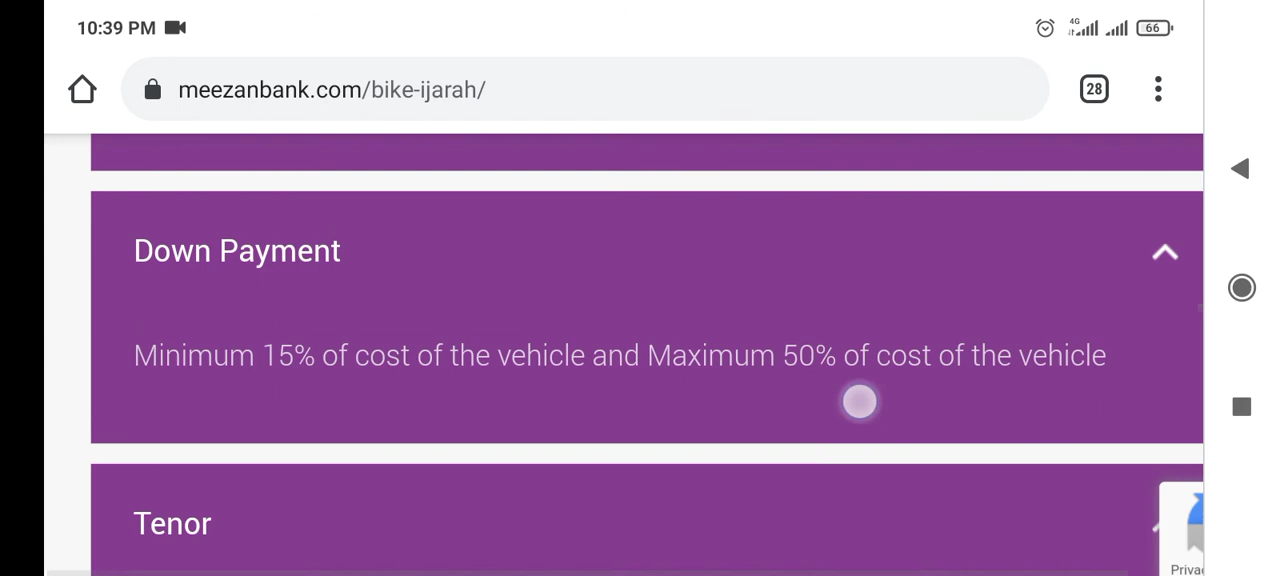 10:39 PM
4G
66
meezanbank.com/bike-ijarah/
28
Down Payment
Minimum 15% of cost of the vehicle and Maximum 50% of cost of the vehicle
Tenor